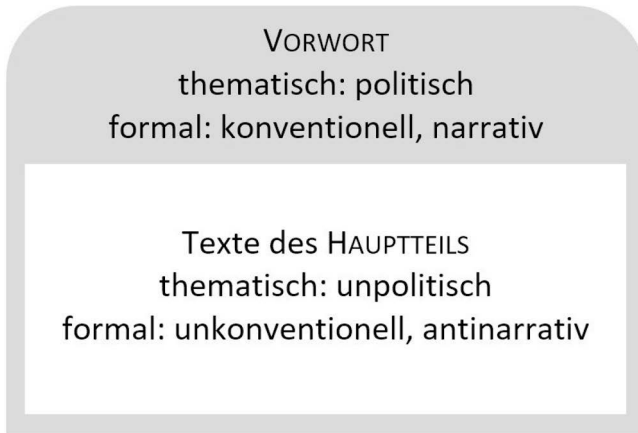 VORWORT
thematisch: politisch
formal: konventionell, narrativ
Texte des HAUPTTEILS
thematisch: unpolitisch
formal: unkonventionell, antinarrativ